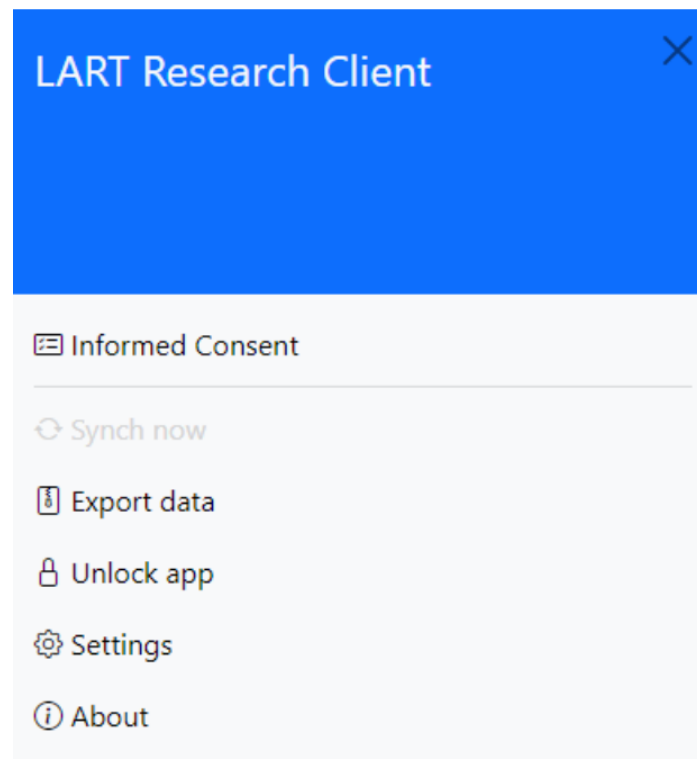 LART Research Client
Informed Consent
Synch now
Export data
Unlock app
Settings
About